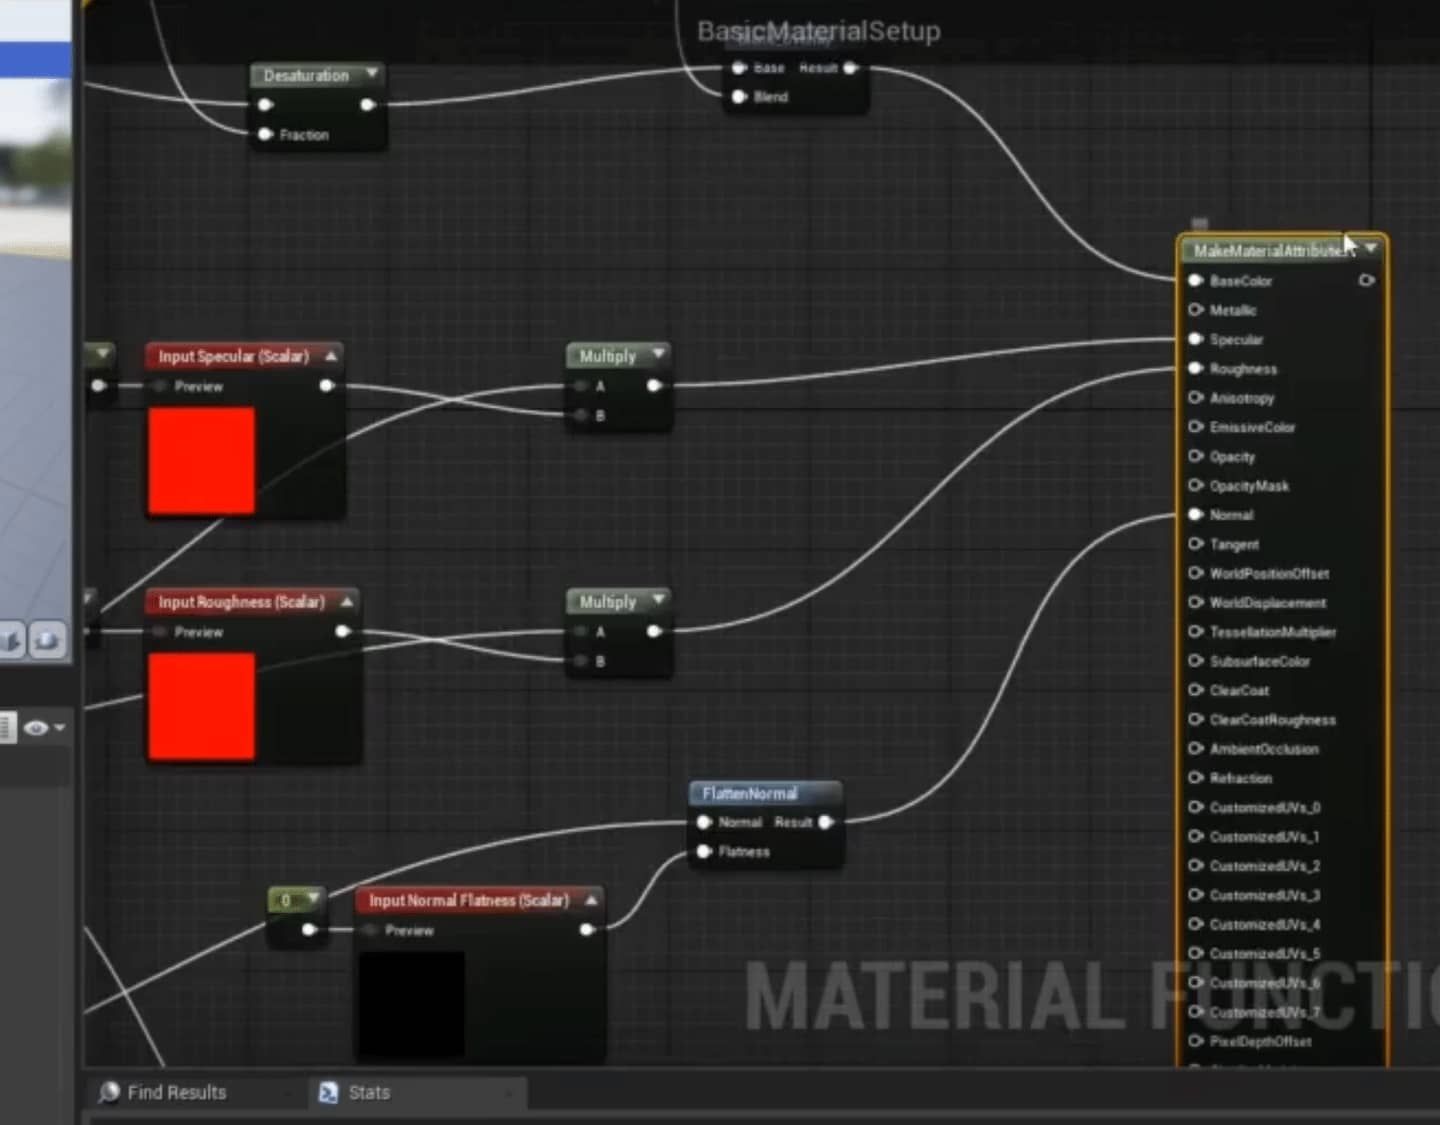 BasicMaterialSetup
Desaturation
Fraction
Base Result
Blend
Input Specular (Scalar)
Preview
Multiply
A
B
Input Roughness (Scalar)
Preview
Multiply
A
B
FlattenNormal
Normal Result
Flatness
0
Input Normal Flatness (Scalar)
Preview
MakeMaterialAttribute
BaseColor
Metallic
Specular
Roughness
Anisotropy
EmissiveColor
Opacity
OpacityMask
Normal
Tangent
WorldPositionOffset
WorldDisplacement
TessellationMultiplier
SubsurfaceColor
ClearCoat
ClearCoatRoughness
AmbientOcclusion
Refraction
CustomizedUVs_0
CustomizedUVs_1
CustomizedUVs_2
CustomizedUVs_3
CustomizedUVs_4
CustomizedUVs_5
CustomizedUVs_6
CustomizedUVs_7
PixelDepthOffset
MATERIAL FUNCTIO
Find Results
Stats